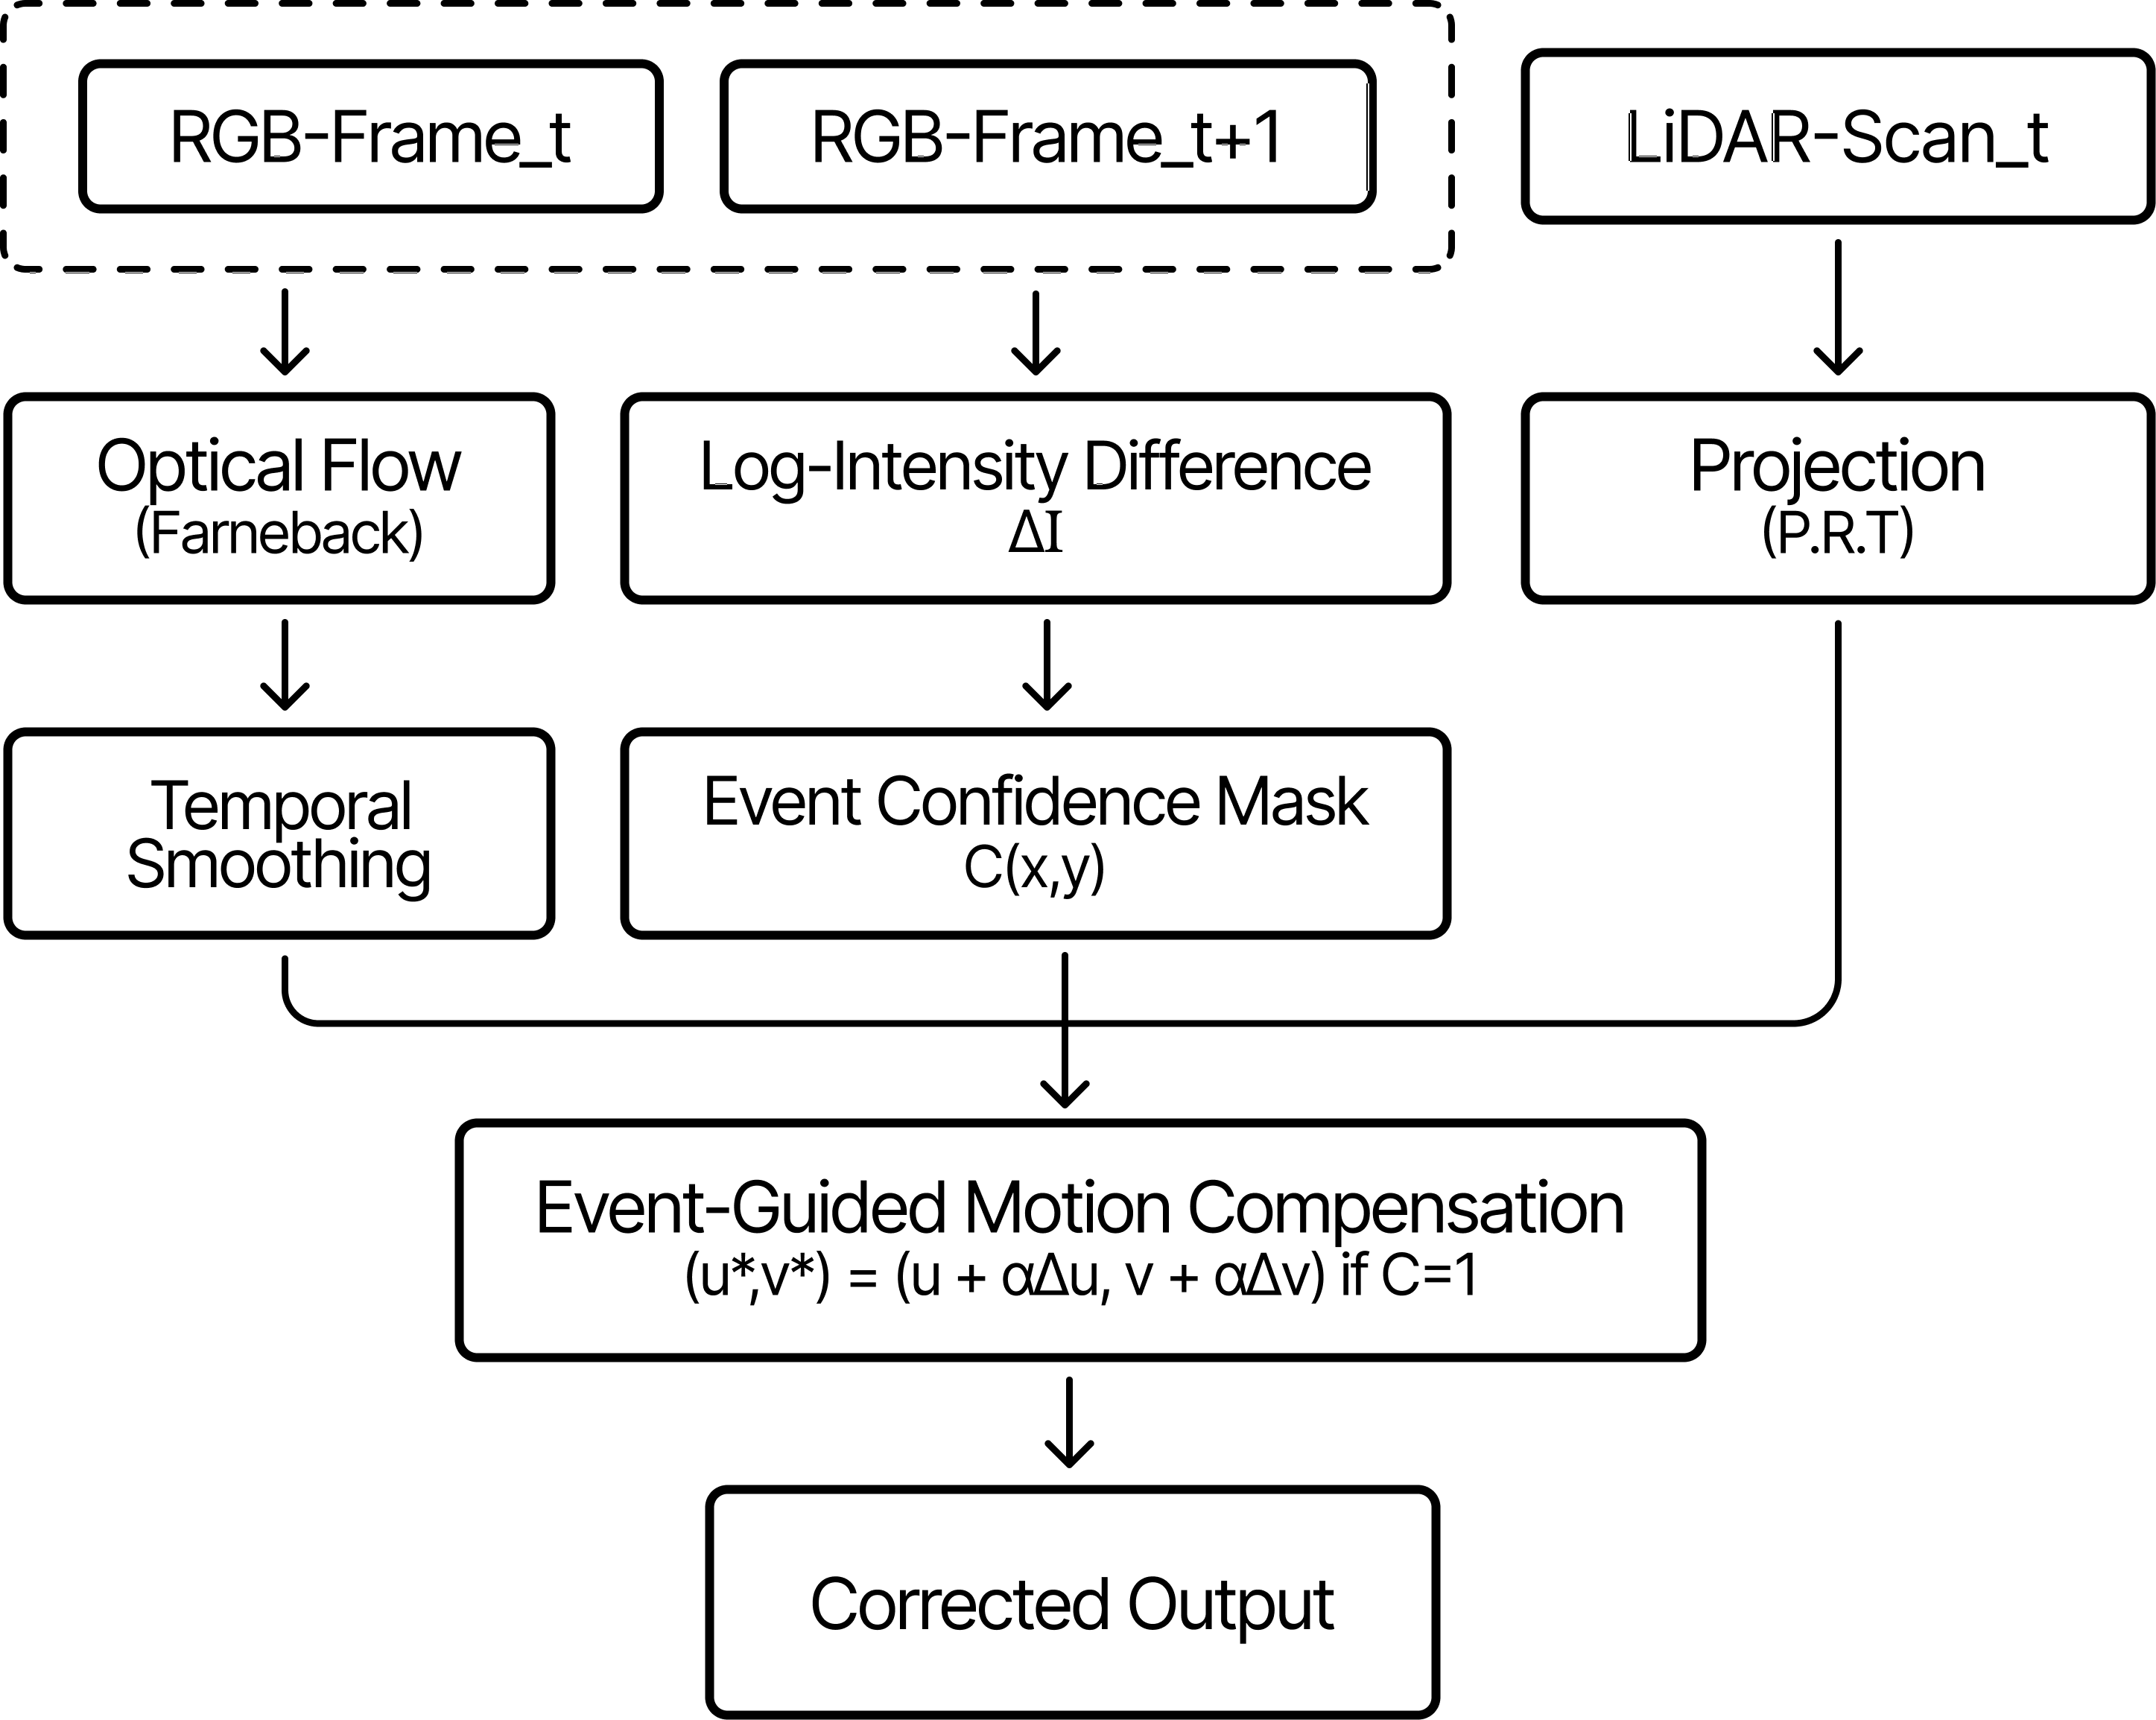 RGB-Frame_t
RGB-Frame_t+1
LiDAR-Scan_t
Optical Flow
(Farneback)
Log-Intensity Difference
ΔI
Projection
(P.R.T)
Temporal
Smoothing
Event Confidence Mask
C(x,y)
Event-Guided Motion Compensation
(u*,v*) = (u + αΔu, v + αΔv) if C=1
Corrected Output